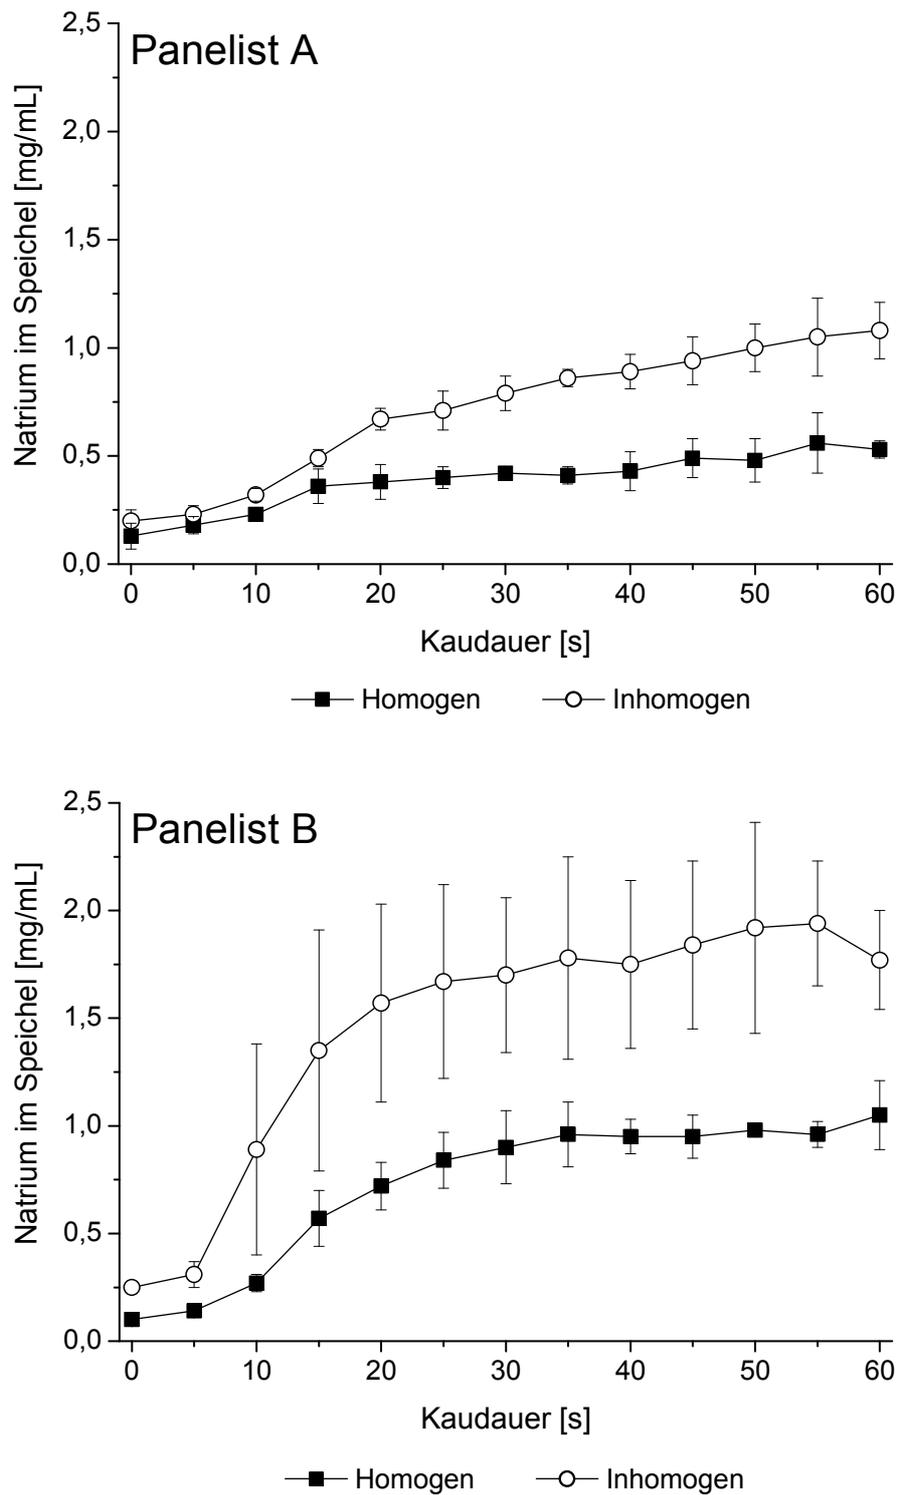 Panelist A
Natrium im Speichel [mg/mL]
2,5
2,0
1,5
1,0
0,5
0,0
0 10 20 30 40 50 60
Kaudauer [s]
Homogen Inhomogen
Panelist B
Natrium im Speichel [mg/mL]
2,5
2,0
1,5
1,0
0,5
0,0
0 10 20 30 40 50 60
Kaudauer [s]
Homogen Inhomogen